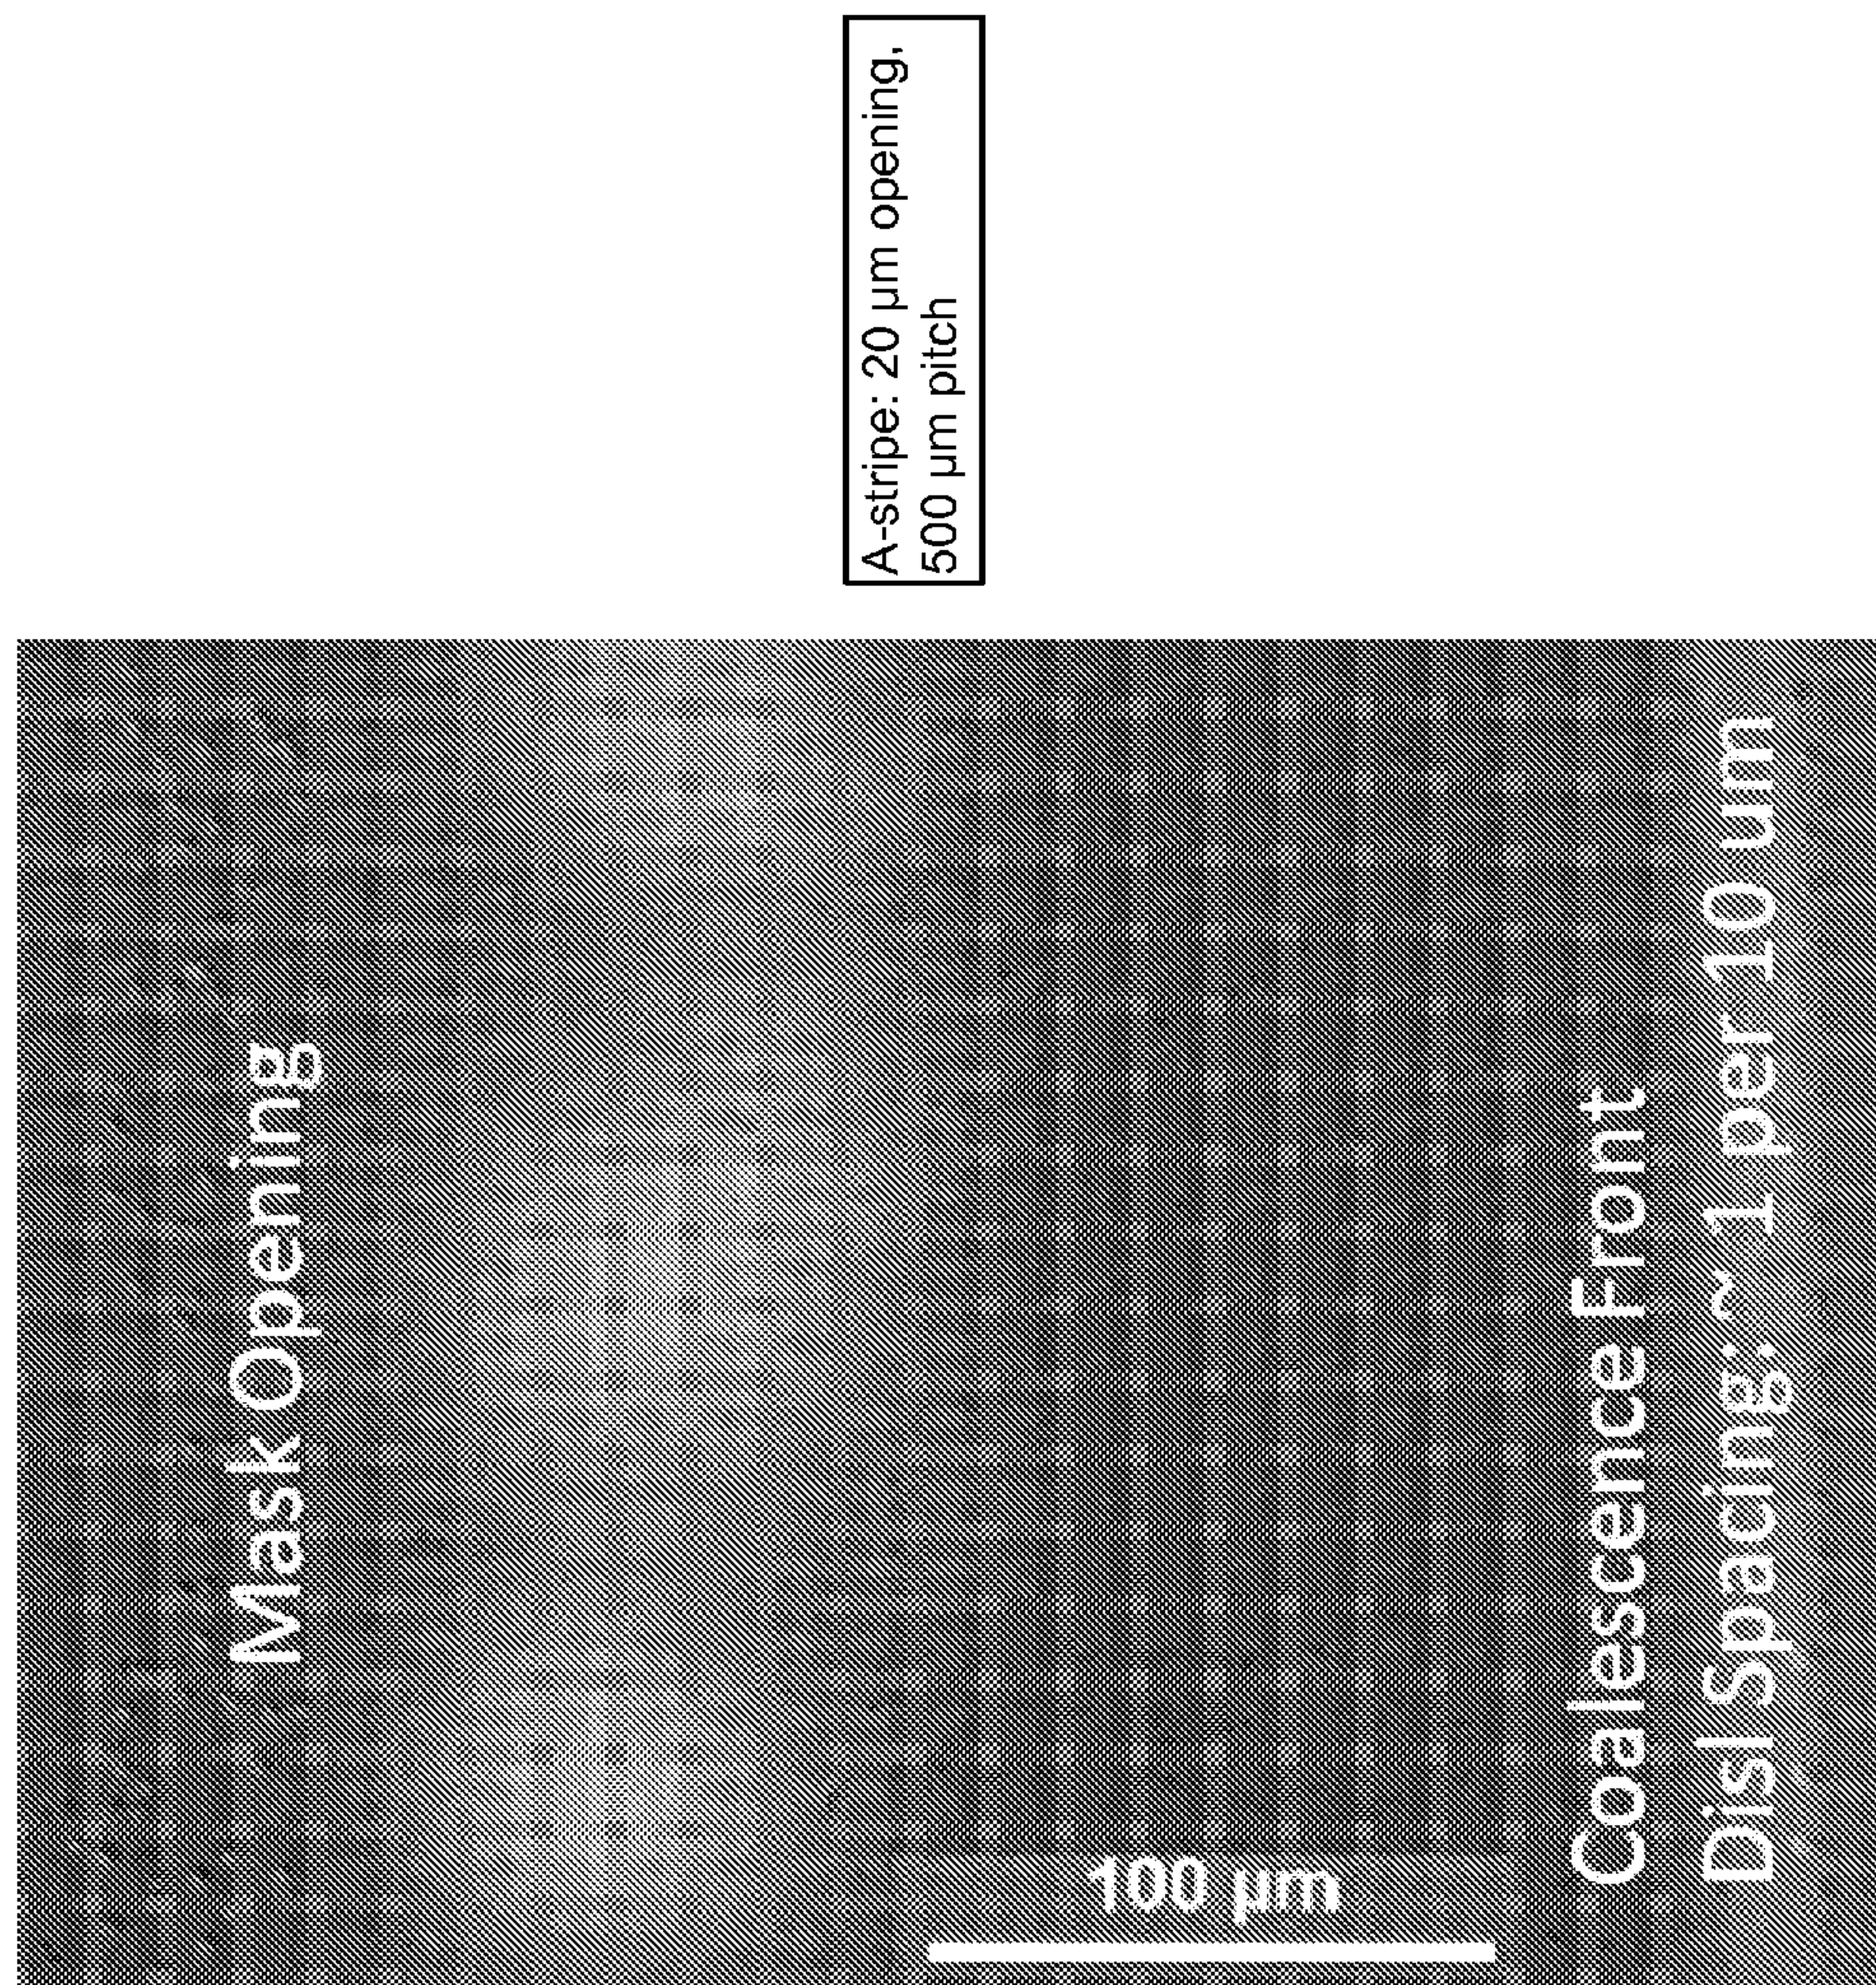 A-stripe: 20 µm opening,
500 µm pitch
Mask Opening
100 µm
Coalescence Front
Disl Spacing: ~ 1 per 10 um